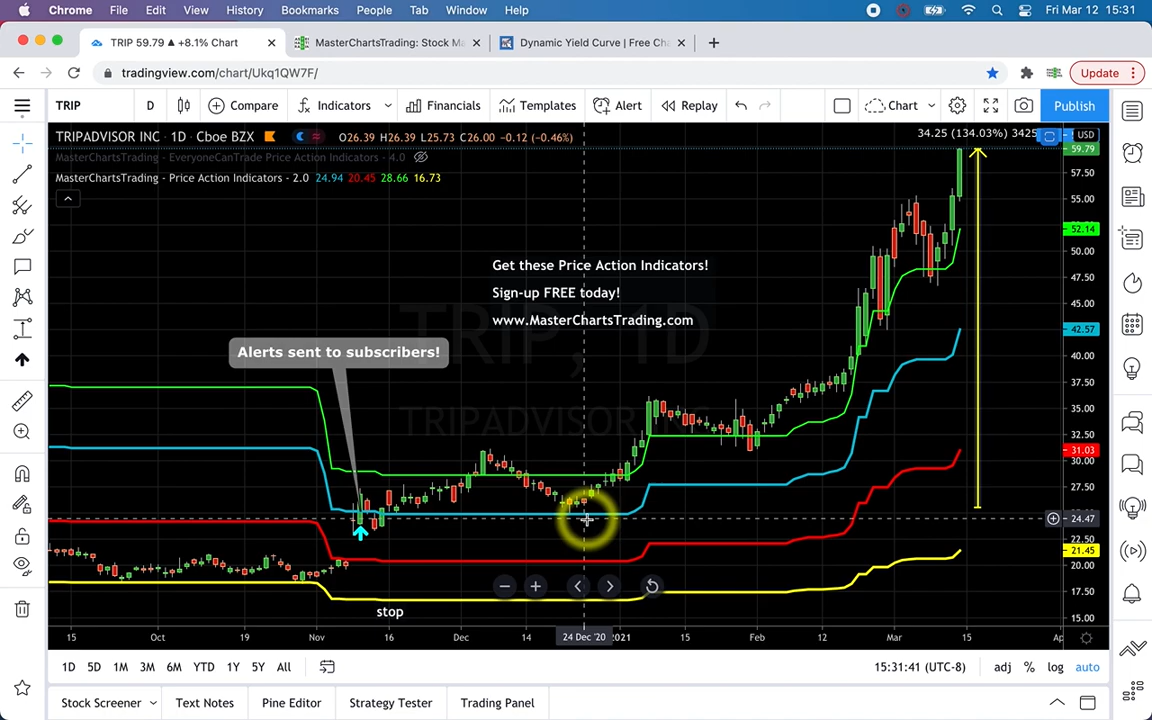 Chrome File Edit View History Bookmarks People Tab Window Help Fri Mar 12 15:31
TRIP 59.79 ▲ +8.1% Chart
MasterChartsTrading: Stock Ma
Dynamic Yield Curve | Free Cha
tradingview.com/chart/Ukq1QW7F/
Update
TRIP D Compare Indicators Financials Templates Alert Replay Chart Publish
TRIPADVISOR INC · 1D · Cboe BZX O26.39 H26.39 L25.73 C26.00 -0.12 (-0.46%)
34.25 (134.03%) 3425
USD
MasterChartsTrading - EveryoneCanTrade Price Action Indicators - 4.0
MasterChartsTrading - Price Action Indicators - 2.0 24.94 20.45 28.66 16.73
59.79
57.50
55.00
52.14
50.00
47.50
45.00
42.57
40.00
37.50
35.00
32.50
31.03
30.00
27.50
24.47
22.50
21.45
20.00
17.50
15.00
Get these Price Action Indicators!
Sign-up FREE today!
www.MasterChartsTrading.com
TRIP, 1D
TRIPADVISOR INC
Alerts sent to subscribers!
stop
15 Oct 19 Nov 16 Dec 14 24 Dec '20 2021 15 Feb 12 Mar 15 Ap
1D 5D 1M 3M 6M YTD 1Y 5Y All 15:31:41 (UTC-8) adj % log auto
Stock Screener Text Notes Pine Editor Strategy Tester Trading Panel